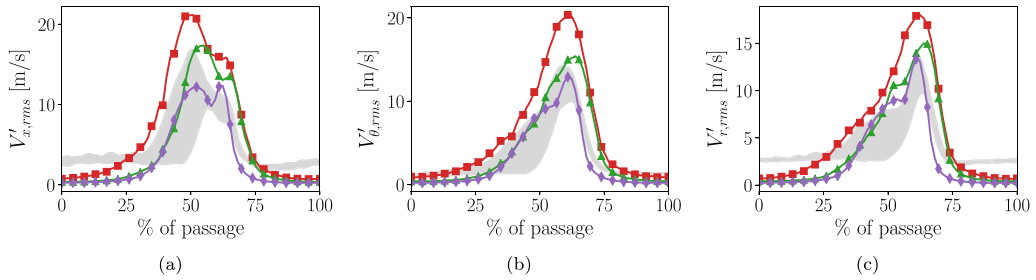 V′x,rms [m/s]
20
10
0
0 25 50 75 100
% of passage
(a)
V′θ,rms [m/s]
20
10
0
0 25 50 75 100
% of passage
(b)
V′r,rms [m/s]
15
10
5
0
0 25 50 75 100
% of passage
(c)